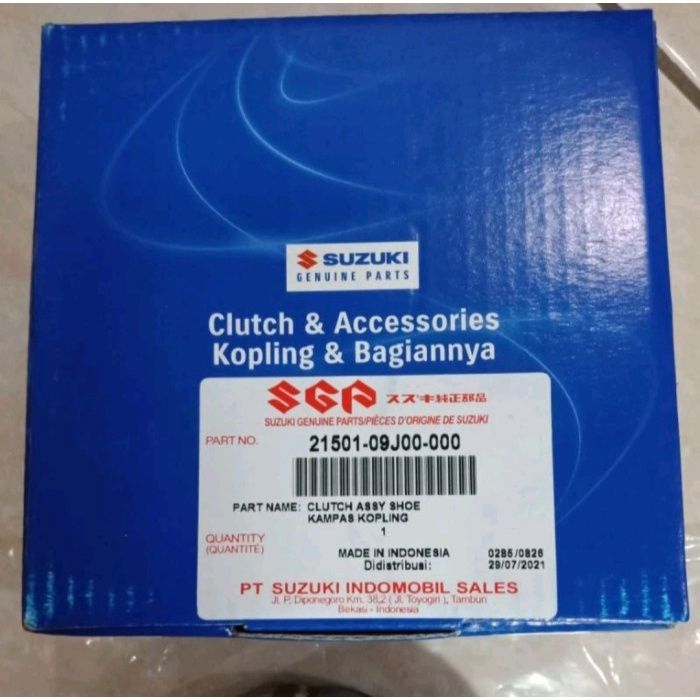 SUZUKI
GENUINE PARTS
Clutch & Accessories
Kopling & Bagiannya
SGP スズキ純正部品
SUZUKI GENUINE PARTS/PIÈCES D'ORIGINE DE SUZUKI
PART NO. 21501-09J00-000
PART NAME: CLUTCH ASSY SHOE
KAMPAS KOPLING
QUANTITY 1
(QUANTITÉ)
MADE IN INDONESIA 0285/0826
Didistribusi: 29/07/2021
PT SUZUKI INDOMOBIL SALES
Jl. P. Diponegoro Km. 38,2 ( Jl. Toyogiri ), Tambun
Bekasi - Indonesia